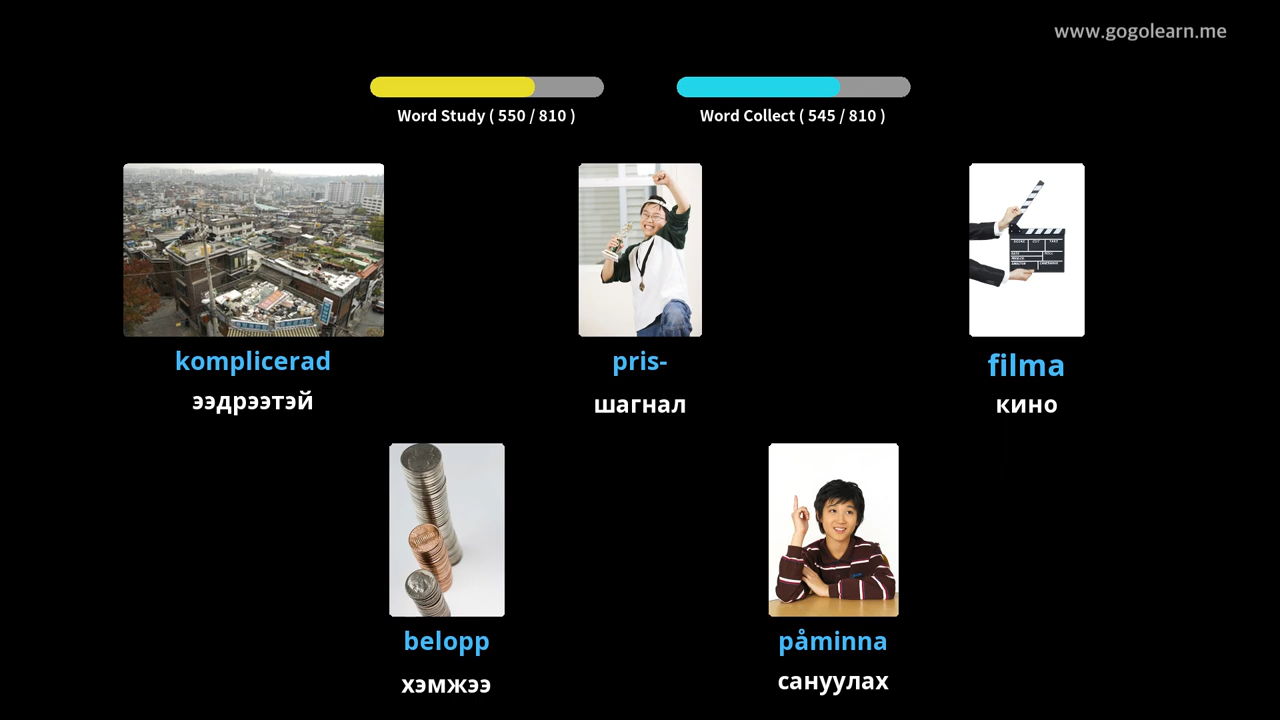 www.gogolearn.me
Word Study ( 550 / 810 )
Word Collect ( 545 / 810 )
komplicerad
ээдрээтэй
pris-
шагнал
filma
кино
belopp
хэмжээ
påminna
сануулах